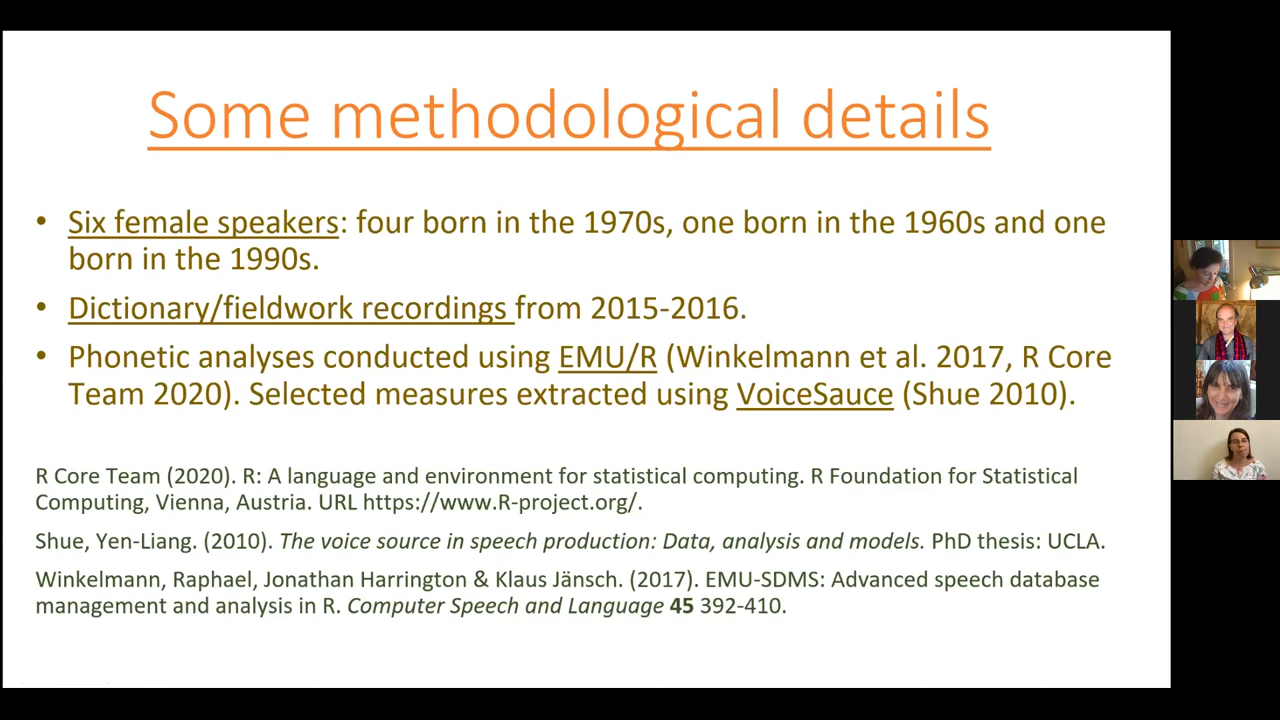 Some methodological details
• Six female speakers: four born in the 1970s, one born in the 1960s and one
born in the 1990s.
• Dictionary/fieldwork recordings from 2015-2016.
• Phonetic analyses conducted using EMU/R (Winkelmann et al. 2017, R Core
Team 2020). Selected measures extracted using VoiceSauce (Shue 2010).
R Core Team (2020). R: A language and environment for statistical computing. R Foundation for Statistical
Computing, Vienna, Austria. URL https://www.R-project.org/.
Shue, Yen-Liang. (2010). The voice source in speech production: Data, analysis and models. PhD thesis: UCLA.
Winkelmann, Raphael, Jonathan Harrington & Klaus Jänsch. (2017). EMU-SDMS: Advanced speech database
management and analysis in R. Computer Speech and Language 45 392-410.